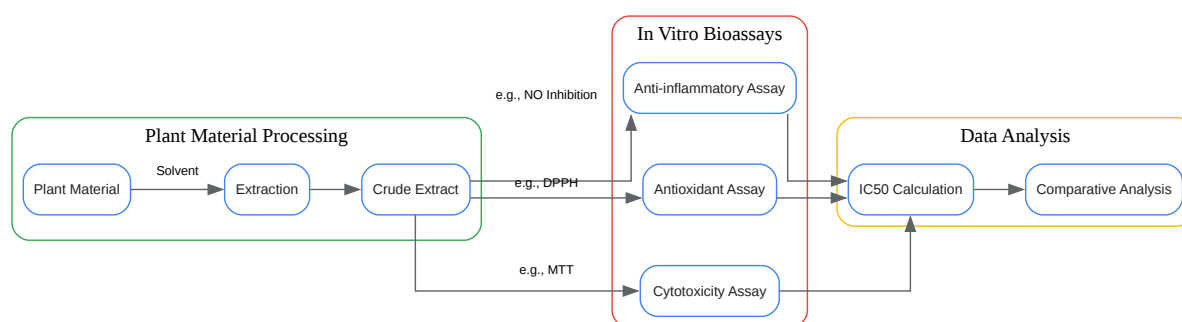 In Vitro Bioassays
Anti-inflammatory Assay
e.g., NO Inhibition
Plant Material Processing
Data Analysis
Plant Material
Solvent
Extraction
Crude Extract
e.g., DPPH
Antioxidant Assay
IC50 Calculation
Comparative Analysis
e.g., MTT
Cytotoxicity Assay